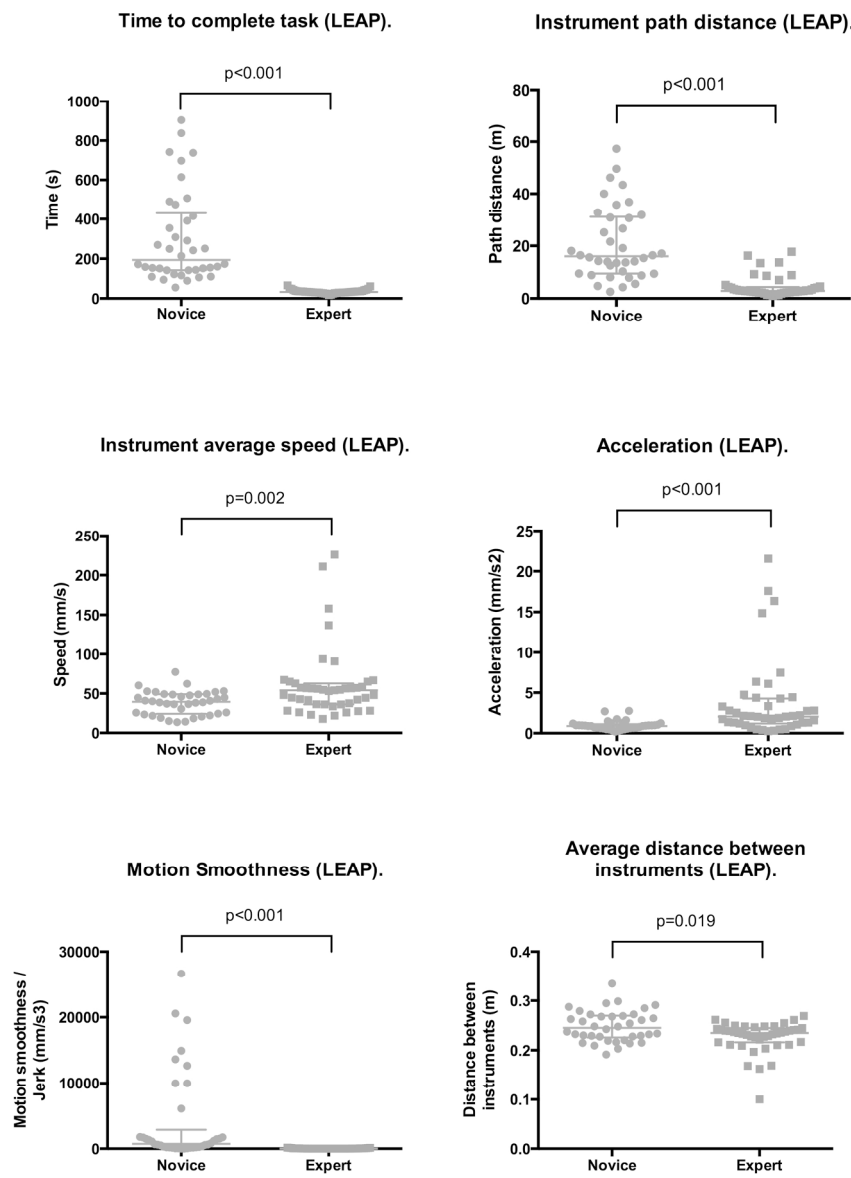 Time to complete task (LEAP).
p<0.001
1000
800
600
400
200
0
Time (s)
Novice
Expert
Instrument path distance (LEAP).
p<0.001
80
60
40
20
0
Path distance (m)
Novice
Expert
Instrument average speed (LEAP).
p=0.002
250
200
150
100
50
0
Speed (mm/s)
Novice
Expert
Acceleration (LEAP).
p<0.001
25
20
15
10
5
0
Acceleration (mm/s2)
Novice
Expert
Motion Smoothness (LEAP).
p<0.001
30000
20000
10000
0
Motion smoothness /
Jerk (mm/s3)
Novice
Expert
Average distance between
instruments (LEAP).
p=0.019
0.4
0.3
0.2
0.1
0.0
Distance between
instruments (m)
Novice
Expert